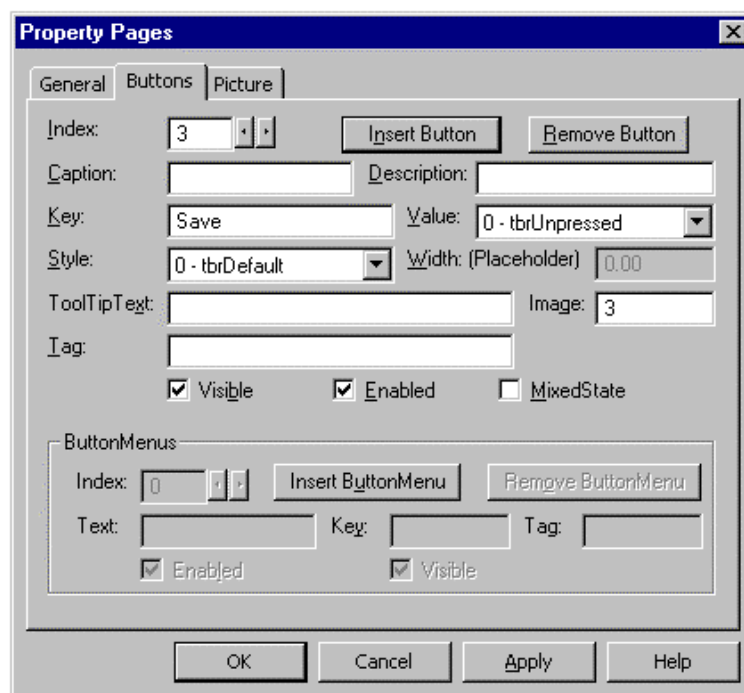 Property Pages
General Buttons Picture
Index: 3 Insert Button Remove Button
Caption: Description:
Key: Save Value: 0 - tbrUnpressed
Style: 0 - tbrDefault Width: (Placeholder) 0.00
ToolTipText: Image: 3
Tag:
Visible Enabled MixedState
ButtonMenus
Index: 0 Insert ButtonMenu Remove ButtonMenu
Text: Key: Tag:
Enabled Visible
OK Cancel Apply Help